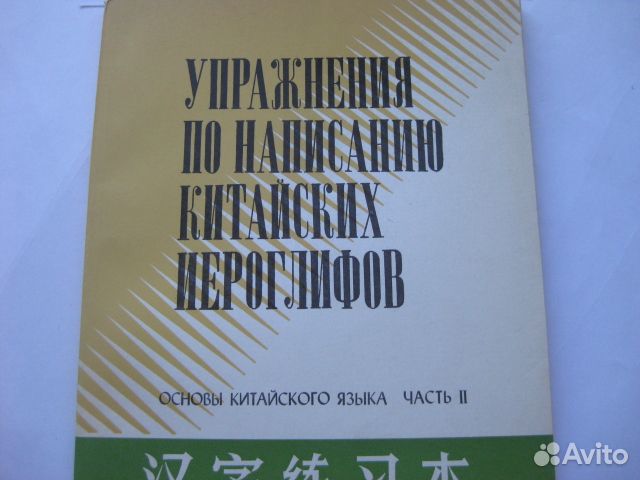 УПРАЖНЕНИЯ
ПО НАПИСАНИЮ
КИТАЙСКИХ
ИЕРОГЛИФОВ
ОСНОВЫ КИТАЙСКОГО ЯЗЫКА ЧАСТЬ II
汉字练习本
Avito